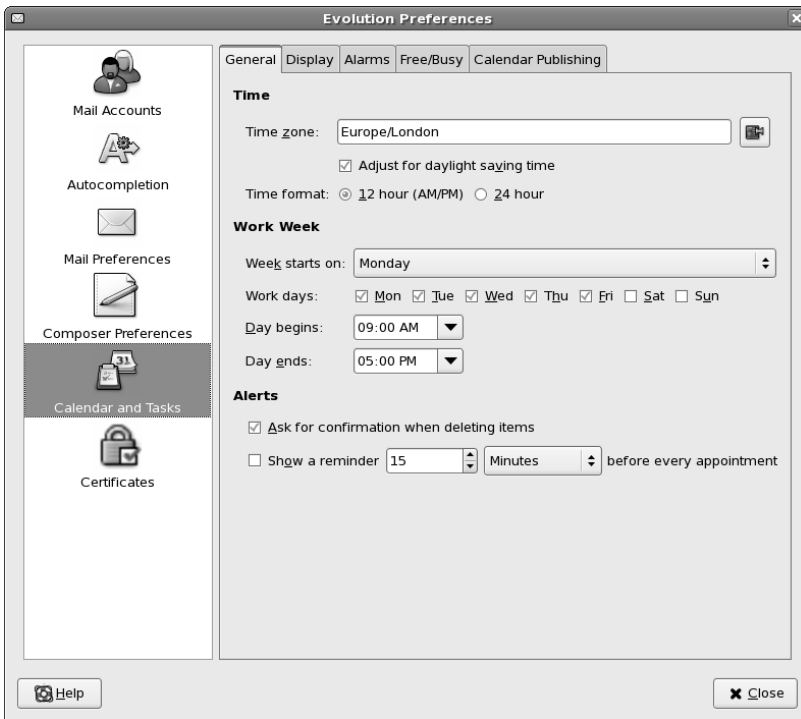 Evolution Preferences
Mail Accounts
Autocompletion
Mail Preferences
Composer Preferences
31
Calendar and Tasks
Certificates
General Display Alarms Free/Busy Calendar Publishing
Time
Time zone: Europe/London
Adjust for daylight saving time
Time format: 12 hour (AM/PM) 24 hour
Work Week
Week starts on: Monday
Work days: Mon Tue Wed Thu Fri Sat Sun
Day begins: 09:00 AM
Day ends: 05:00 PM
Alerts
Ask for confirmation when deleting items
Show a reminder 15 Minutes before every appointment
Help Close